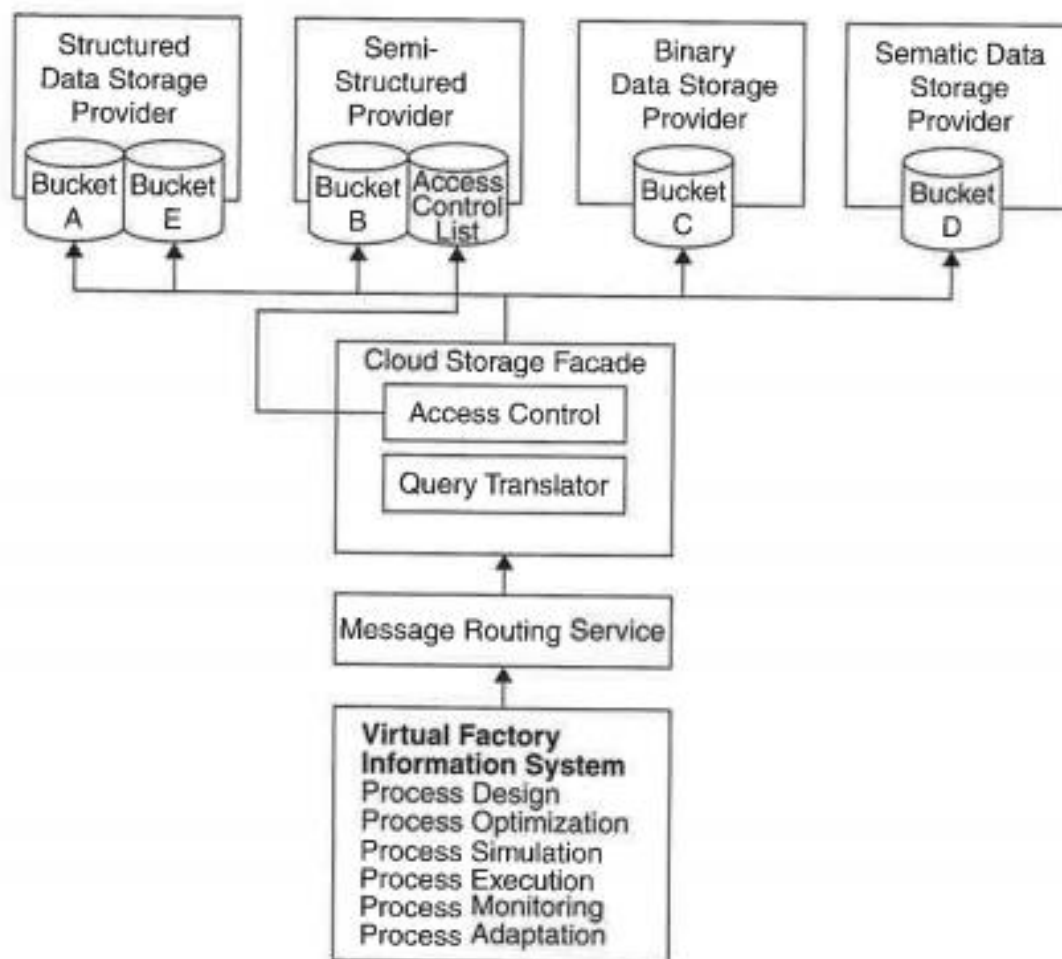 Structured
Data Storage
Provider
Bucket
A
Bucket
E
Semi-
Structured
Provider
Bucket
B
Access
Control
List
Binary
Data Storage
Provider
Bucket
C
Sematic Data
Storage
Provider
Bucket
D
Cloud Storage Facade
Access Control
Query Translator
Message Routing Service
Virtual Factory
Information System
Process Design
Process Optimization
Process Simulation
Process Execution
Process Monitoring
Process Adaptation